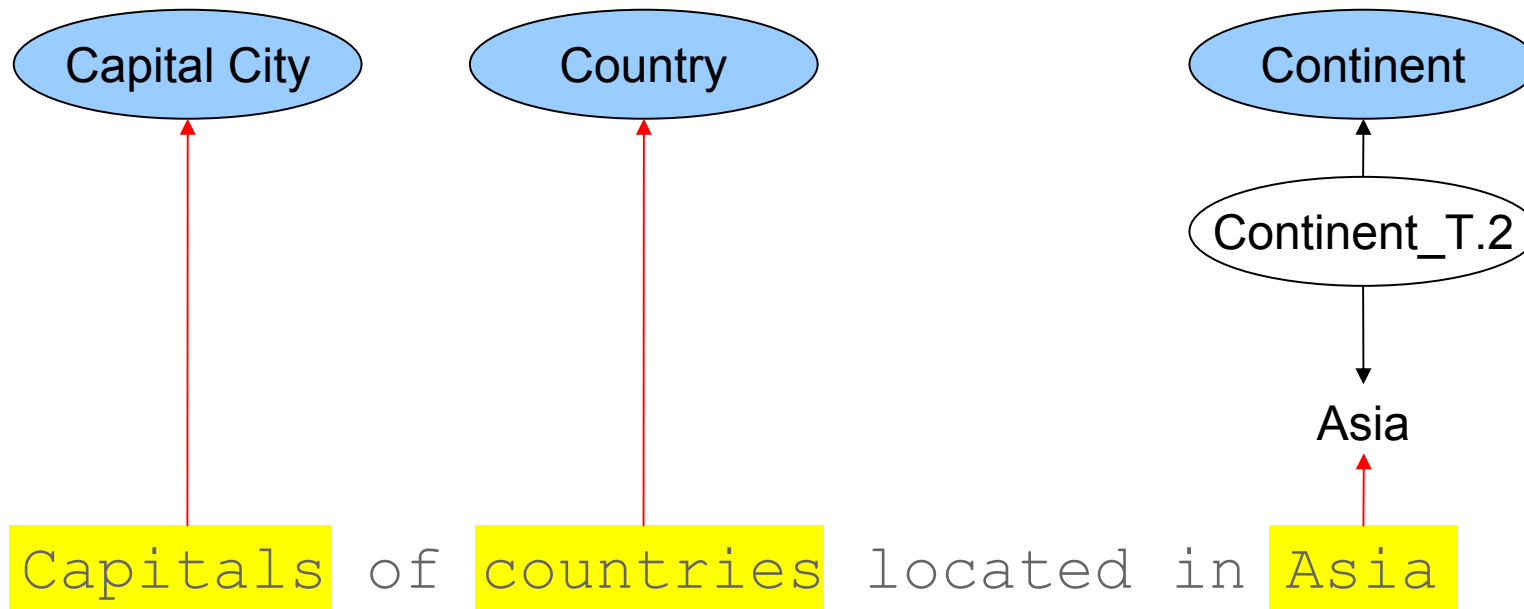 Capital City Country Continent
Continent_T.2
Asia
Capitals of countries located in Asia